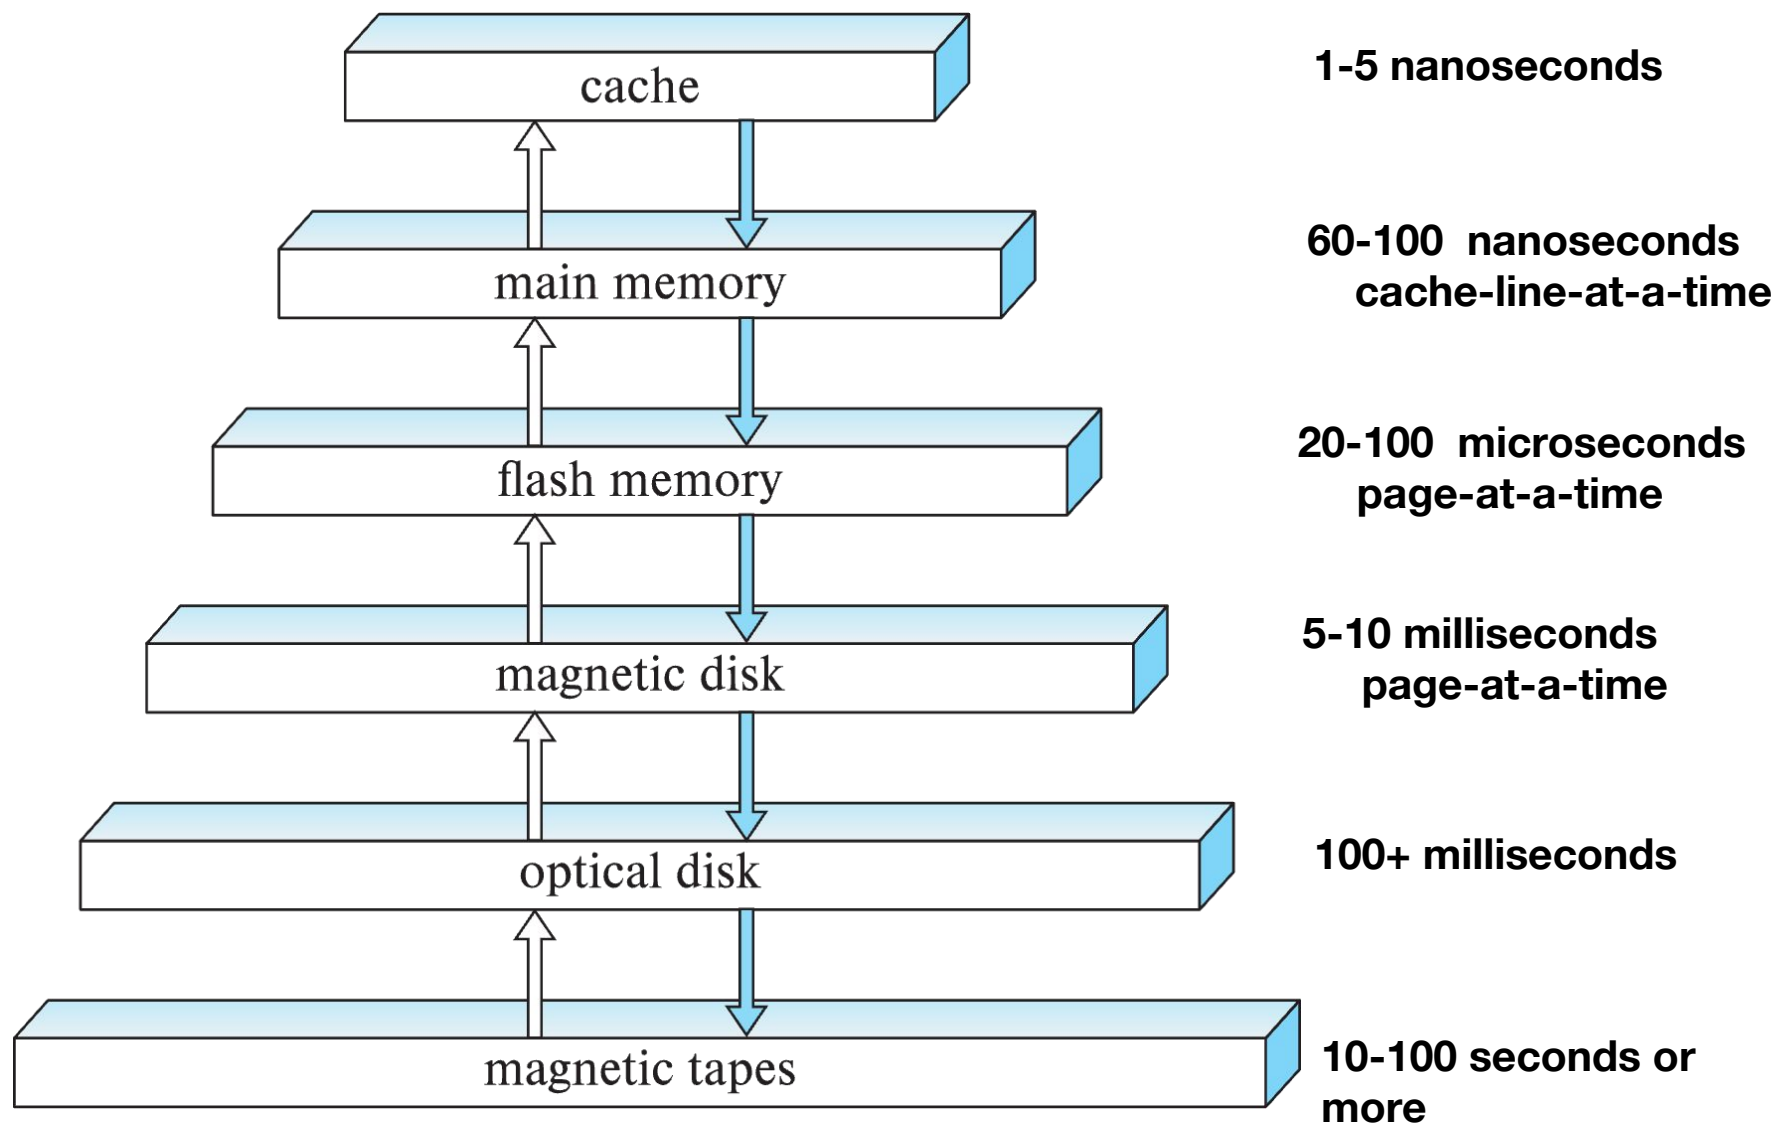 cache
1-5 nanoseconds
main memory
60-100 nanoseconds
cache-line-at-a-time
flash memory
20-100 microseconds
page-at-a-time
magnetic disk
5-10 milliseconds
page-at-a-time
optical disk
100+ milliseconds
magnetic tapes
10-100 seconds or
more